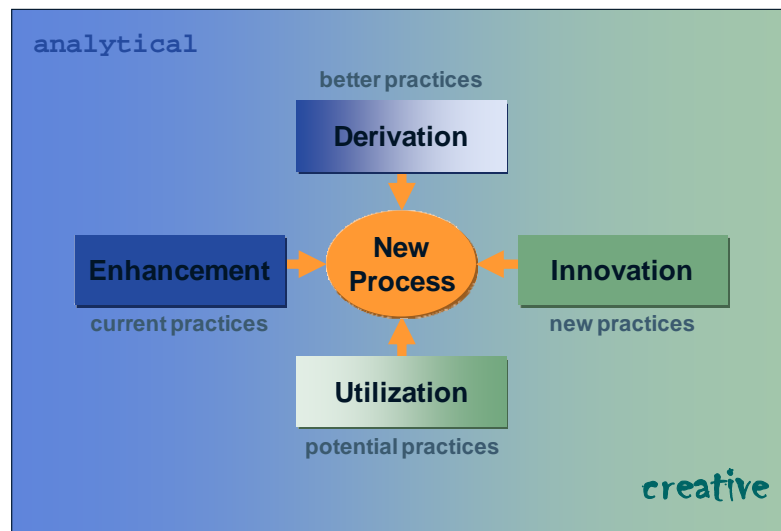 analytical
better practices
Derivation
New
Process
Enhancement
current practices
Innovation
new practices
Utilization
potential practices
creative